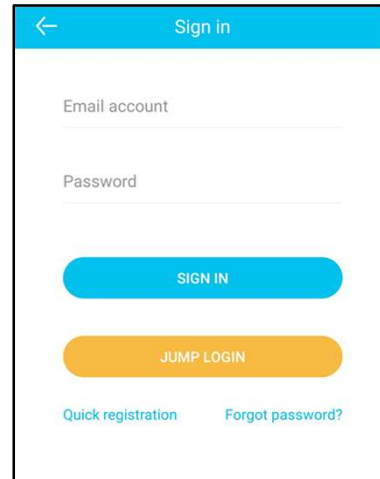 Sign in
Email account
Password
SIGN IN
JUMP LOGIN
Quick registration Forgot password?